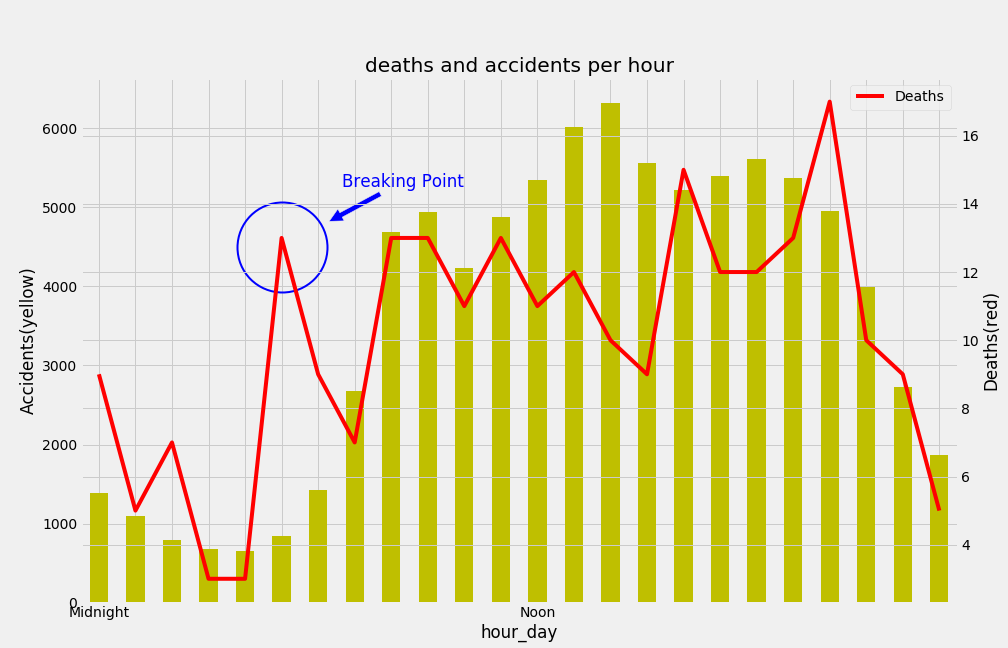 deaths and accidents per hour
Deaths
Breaking Point
Accidents(yellow)
6000
5000
4000
3000
2000
1000
0
16
14
12
10
8
6
4
Deaths(red)
Midnight
Noon
hour_day